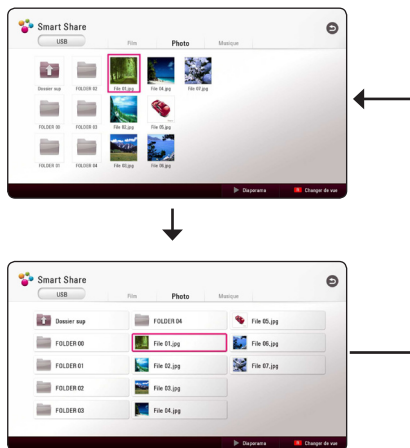 Smart Share
USB Film Photo Musique
Dossier sup FOLDER 02 File 01.jpg File 04.jpg File 07.jpg
FOLDER 00 FOLDER 03 File 02.jpg File 05.jpg
FOLDER 01 FOLDER 04 File 03.jpg File 06.jpg
Diaporama Changer de vue
Smart Share
USB Film Photo Musique
Dossier sup FOLDER 04 File 05.jpg
FOLDER 00 File 01.jpg File 06.jpg
FOLDER 01 File 02.jpg File 07.jpg
FOLDER 02 File 03.jpg
FOLDER 03 File 04.jpg
Diaporama Changer de vue